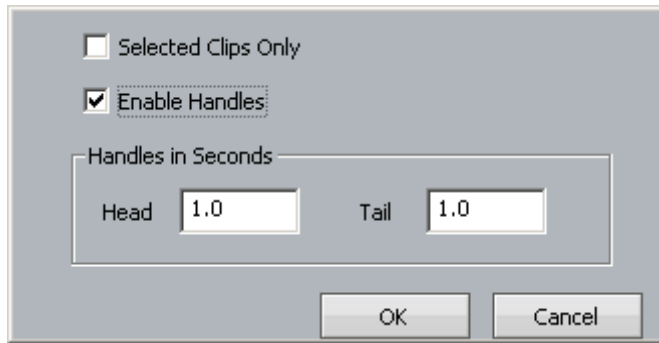 Selected Clips Only
Enable Handles
Handles in Seconds
Head 1.0 Tail 1.0
OK Cancel